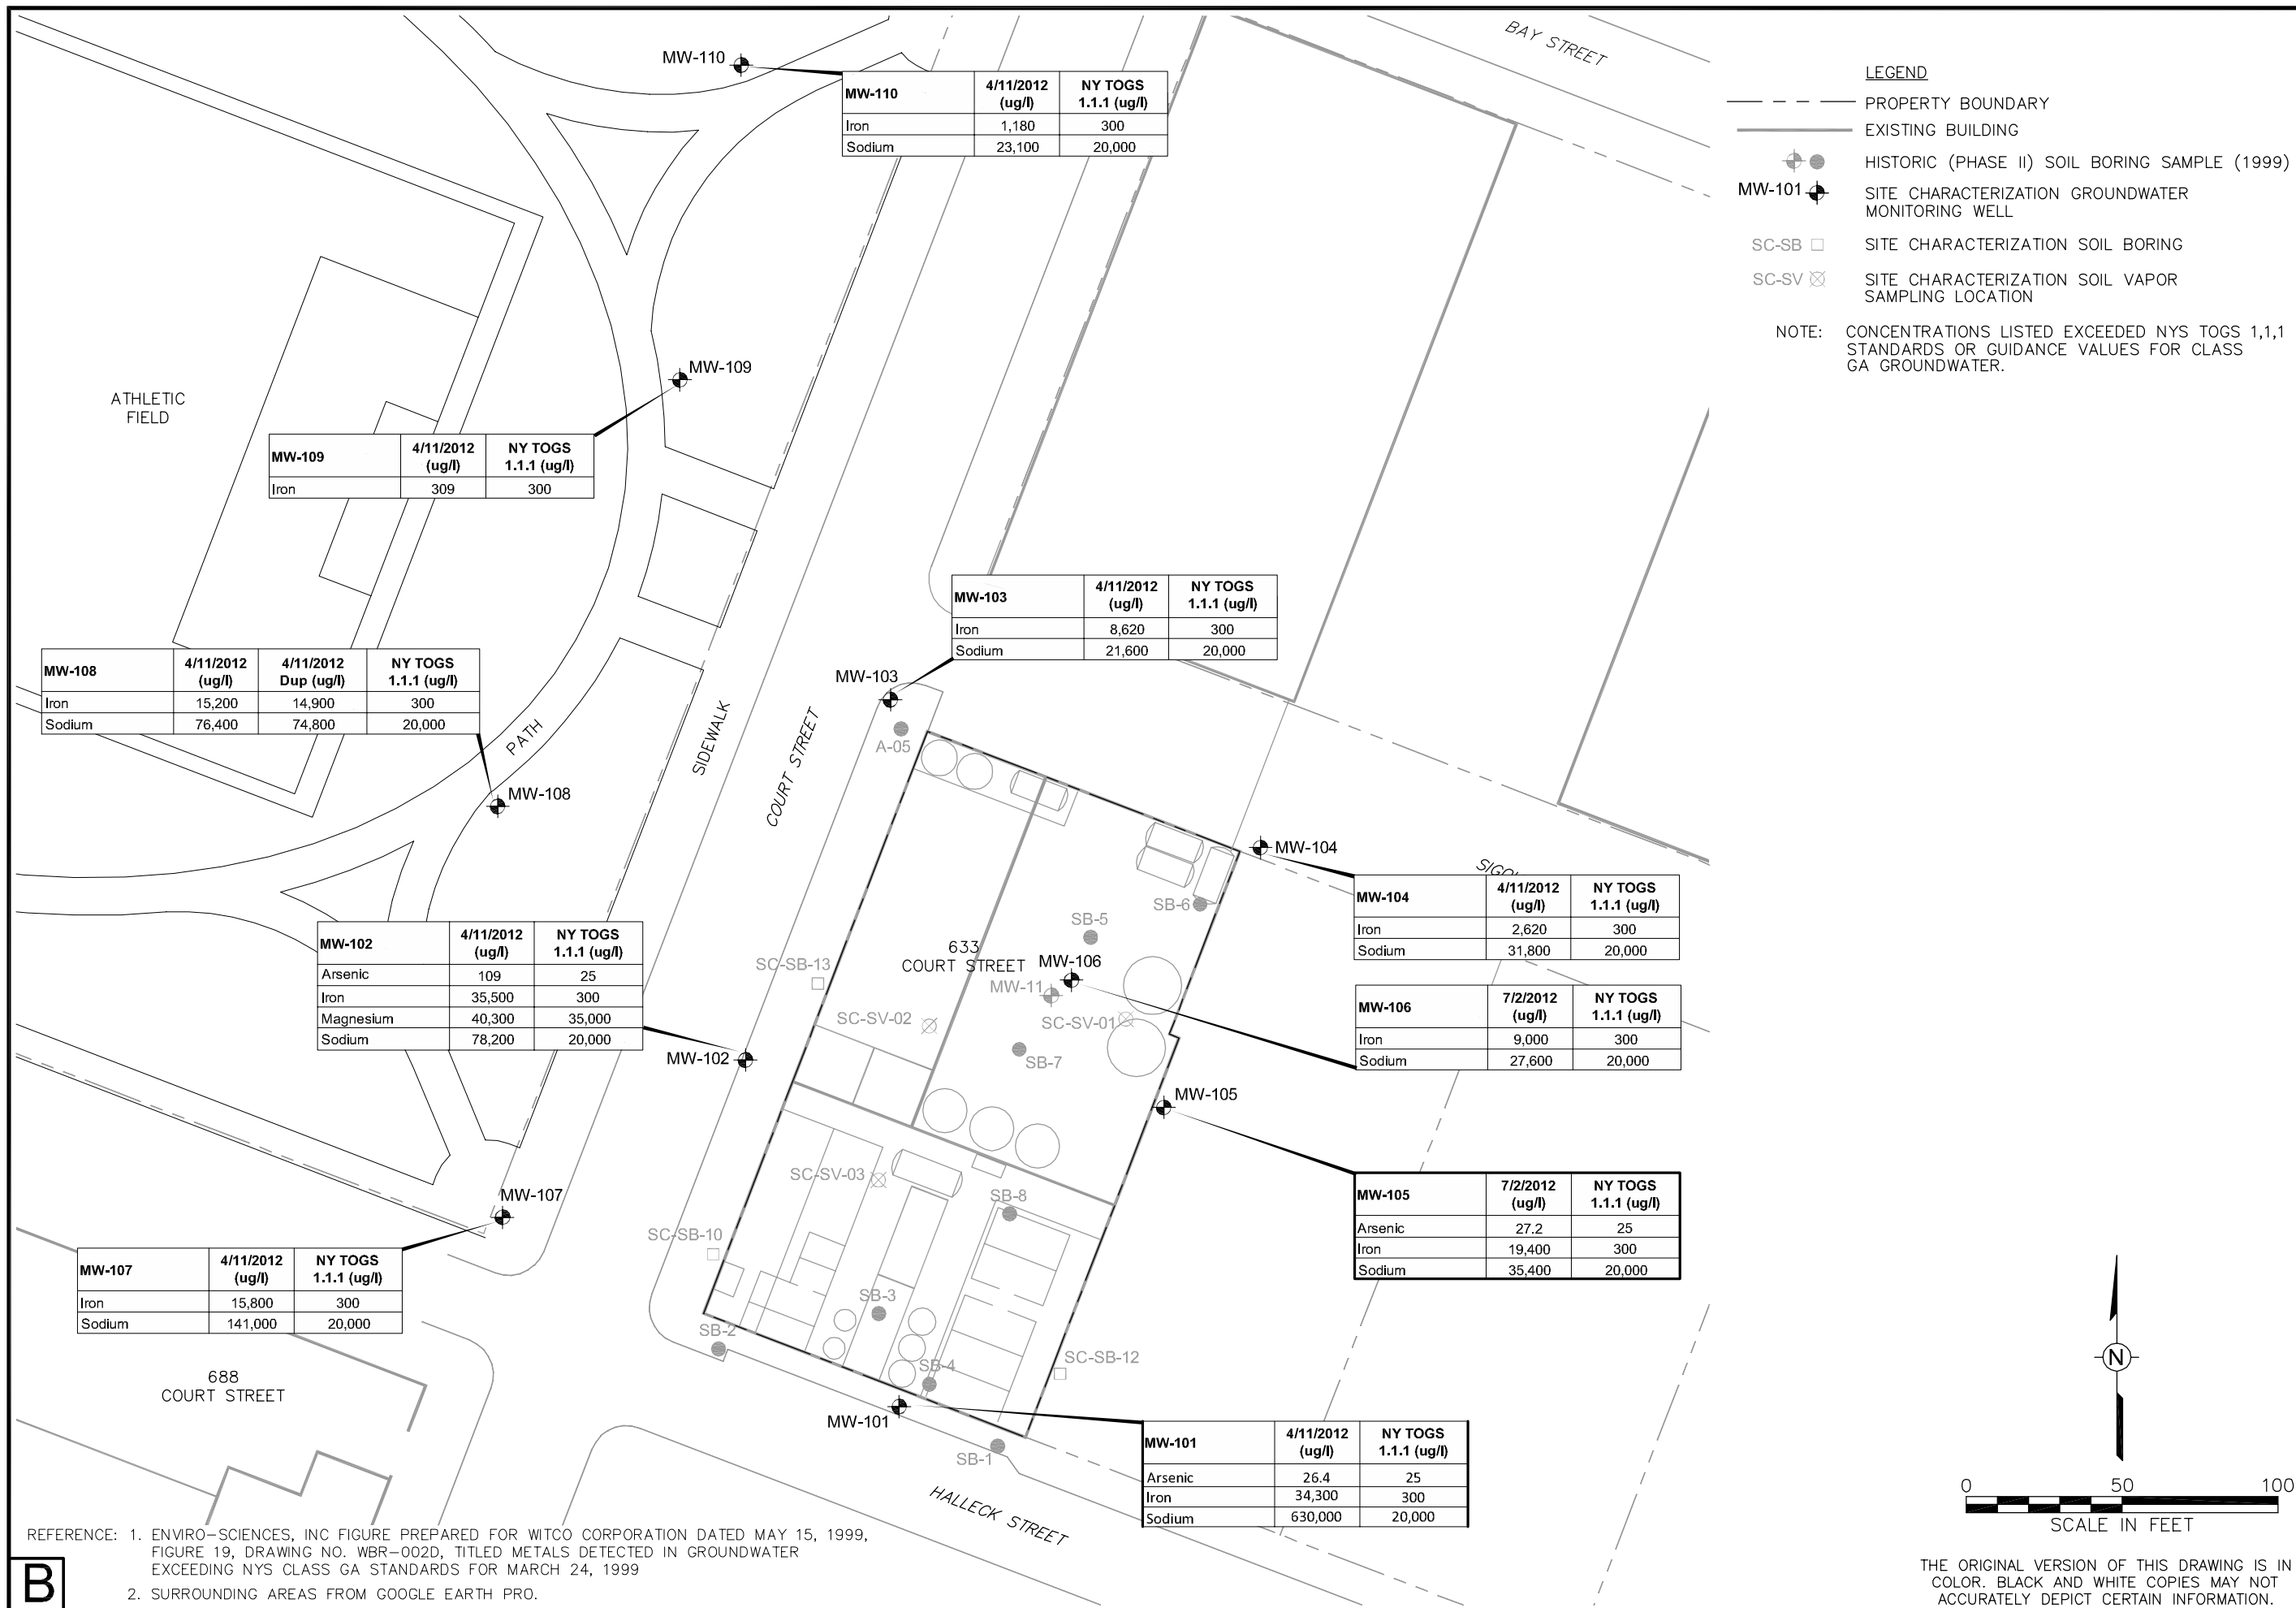 BAY STREET
LEGEND
PROPERTY BOUNDARY
EXISTING BUILDING
HISTORIC (PHASE II) SOIL BORING SAMPLE (1999)
MW-101 SITE CHARACTERIZATION GROUNDWATER
MONITORING WELL
SC-SB SITE CHARACTERIZATION SOIL BORING
SC-SV SITE CHARACTERIZATION SOIL VAPOR
SAMPLING LOCATION
NOTE: CONCENTRATIONS LISTED EXCEEDED NYS TOGS 1,1,1
STANDARDS OR GUIDANCE VALUES FOR CLASS
GA GROUNDWATER.
MW-110
MW-110 4/11/2012 (ug/l) NY TOGS 1.1.1 (ug/l)
Iron 1,180 300
Sodium 23,100 20,000
MW-109
ATHLETIC
FIELD
MW-109 4/11/2012 (ug/l) NY TOGS 1.1.1 (ug/l)
Iron 309 300
MW-103 4/11/2012 (ug/l) NY TOGS 1.1.1 (ug/l)
Iron 8,620 300
Sodium 21,600 20,000
MW-103
A-05
MW-108 4/11/2012 (ug/l) 4/11/2012 Dup (ug/l) NY TOGS 1.1.1 (ug/l)
Iron 15,200 14,900 300
Sodium 76,400 74,800 20,000
PATH
SIDEWALK
COURT STREET
MW-108
MW-104
MW-104 4/11/2012 (ug/l) NY TOGS 1.1.1 (ug/l)
Iron 2,620 300
Sodium 31,800 20,000
SB-6
SB-5
633
COURT STREET
MW-106
MW-11
SC-SB-13
SC-SV-02
SC-SV-01
SB-7
MW-102 4/11/2012 (ug/l) NY TOGS 1.1.1 (ug/l)
Arsenic 109 25
Iron 35,500 300
Magnesium 40,300 35,000
Sodium 78,200 20,000
MW-102
MW-106 7/2/2012 (ug/l) NY TOGS 1.1.1 (ug/l)
Iron 9,000 300
Sodium 27,600 20,000
MW-105
MW-105 7/2/2012 (ug/l) NY TOGS 1.1.1 (ug/l)
Arsenic 27.2 25
Iron 19,400 300
Sodium 35,400 20,000
SC-SV-03
SB-8
MW-107
SC-SB-10
MW-107 4/11/2012 (ug/l) NY TOGS 1.1.1 (ug/l)
Iron 15,800 300
Sodium 141,000 20,000
SB-3
SB-2
SB-4
SC-SB-12
688
COURT STREET
MW-101
SB-1
MW-101 4/11/2012 (ug/l) NY TOGS 1.1.1 (ug/l)
Arsenic 26.4 25
Iron 34,300 300
Sodium 630,000 20,000
HALLECK STREET
N
0 50 100
SCALE IN FEET
REFERENCE: 1. ENVIRO-SCIENCES, INC FIGURE PREPARED FOR WITCO CORPORATION DATED MAY 15, 1999,
FIGURE 19, DRAWING NO. WBR-002D, TITLED METALS DETECTED IN GROUNDWATER
EXCEEDING NYS CLASS GA STANDARDS FOR MARCH 24, 1999
2. SURROUNDING AREAS FROM GOOGLE EARTH PRO.
B
THE ORIGINAL VERSION OF THIS DRAWING IS IN
COLOR. BLACK AND WHITE COPIES MAY NOT
ACCURATELY DEPICT CERTAIN INFORMATION.